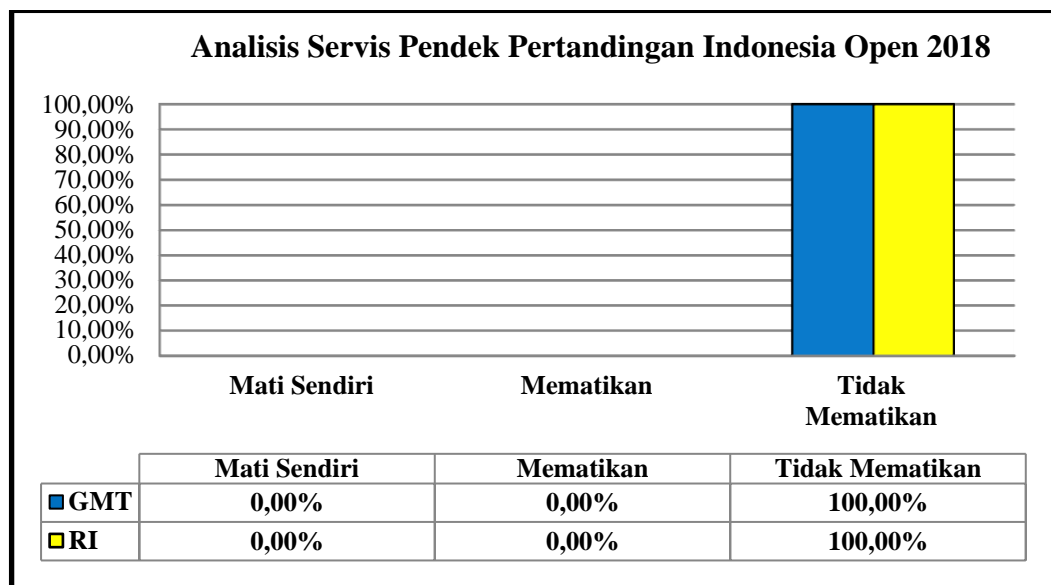 Analisis Servis Pendek Pertandingan Indonesia Open 2018
100,00%
90,00%
80,00%
70,00%
60,00%
50,00%
40,00%
30,00%
20,00%
10,00%
0,00%
Mati Sendiri Mematikan Tidak
Mematikan
Mati Sendiri Mematikan Tidak Mematikan
GMT 0,00% 0,00% 100,00%
RI 0,00% 0,00% 100,00%